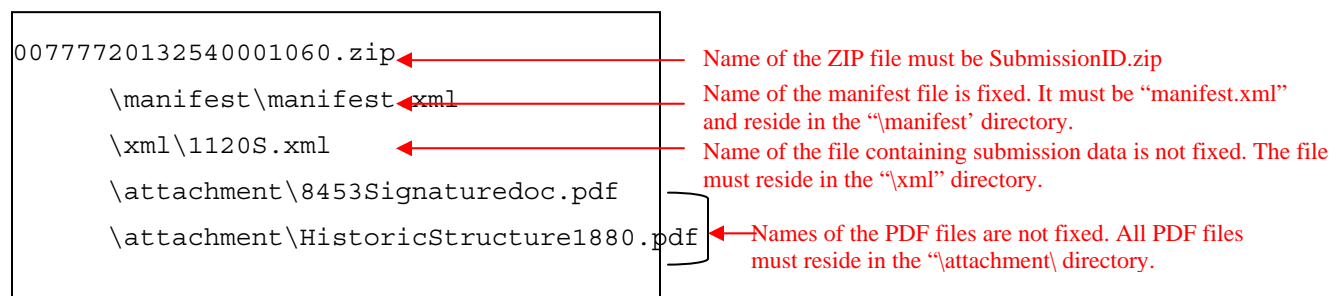 00777720132540001060.zip
Name of the ZIP file must be SubmissionID.zip
\manifest\manifest.xml
Name of the manifest file is fixed. It must be “manifest.xml”
and reside in the “\manifest’ directory.
\xml\1120S.xml
Name of the file containing submission data is not fixed. The file
must reside in the “\xml” directory.
\attachment\8453Signaturedoc.pdf
\attachment\HistoricStructure1880.pdf
Names of the PDF files are not fixed. All PDF files
must reside in the “\attachment\ directory.